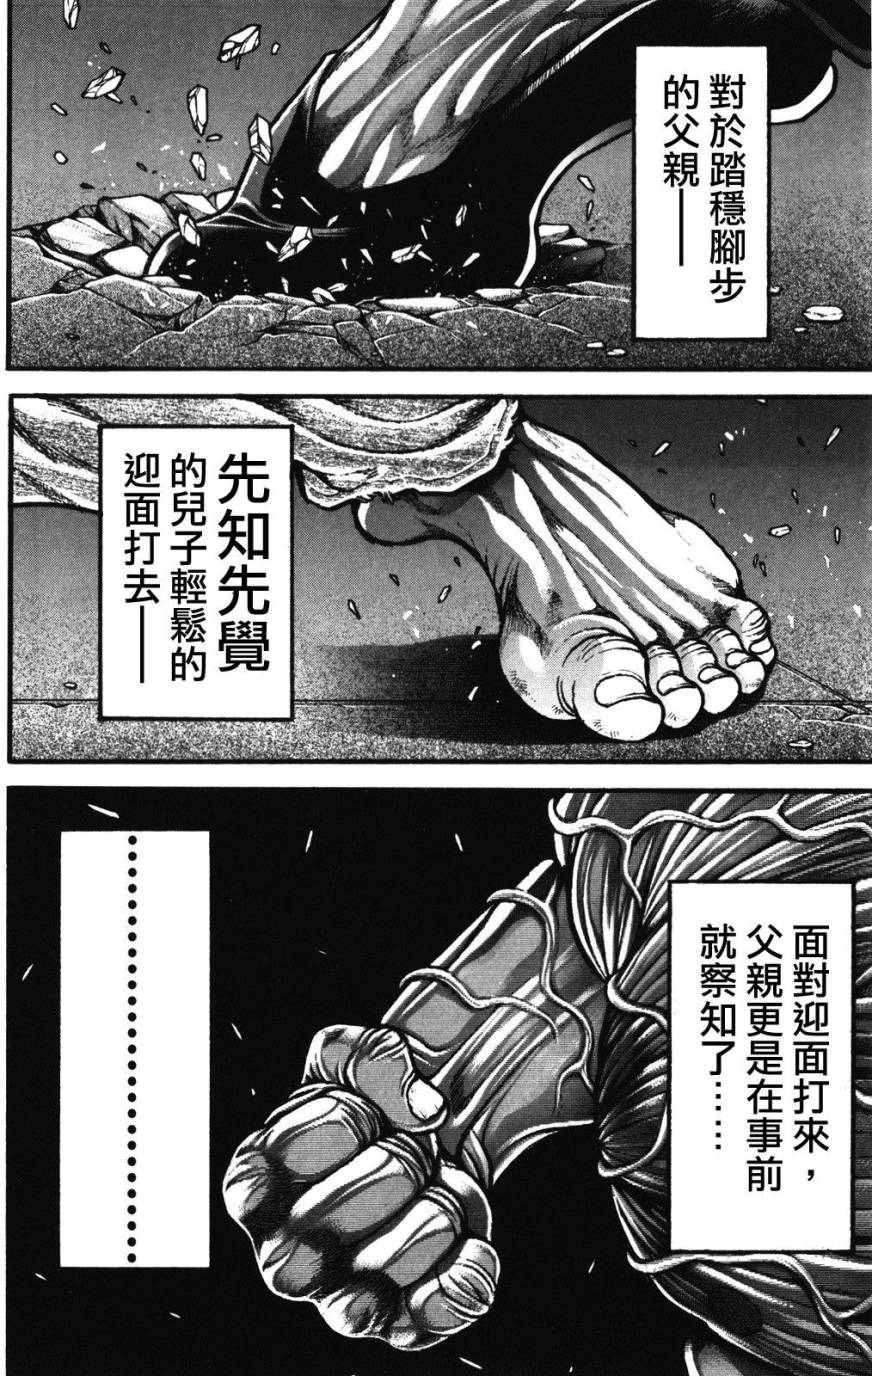 對於踏穩腳步
的父親——
先知先覺
的兒子輕鬆的
迎面打去——
面對迎面打來，
父親更是在事前
就察知了……
………………………